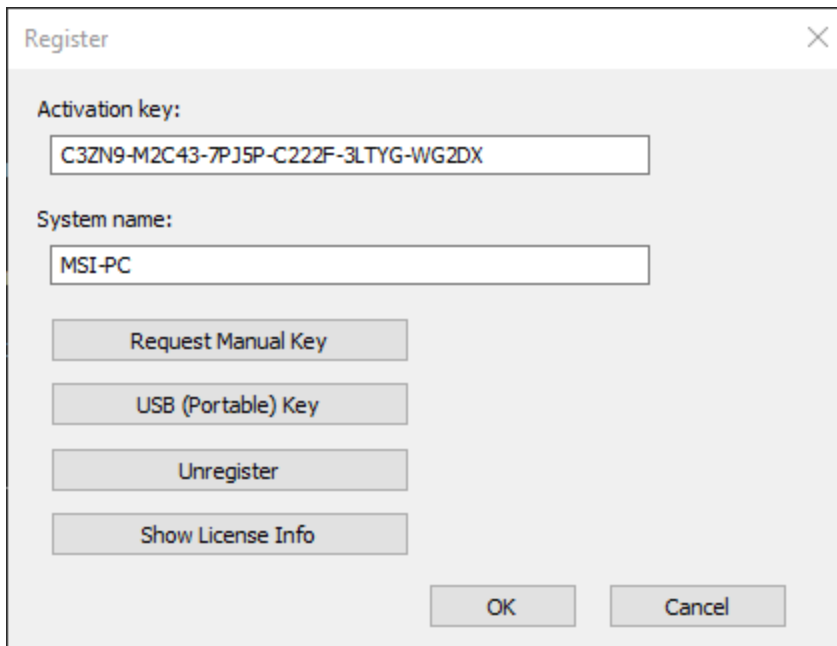 Register
Activation key:
C3ZN9-M2C43-7PJ5P-C222F-3LTYG-WG2DX
System name:
MSI-PC
Request Manual Key
USB (Portable) Key
Unregister
Show License Info
OK Cancel